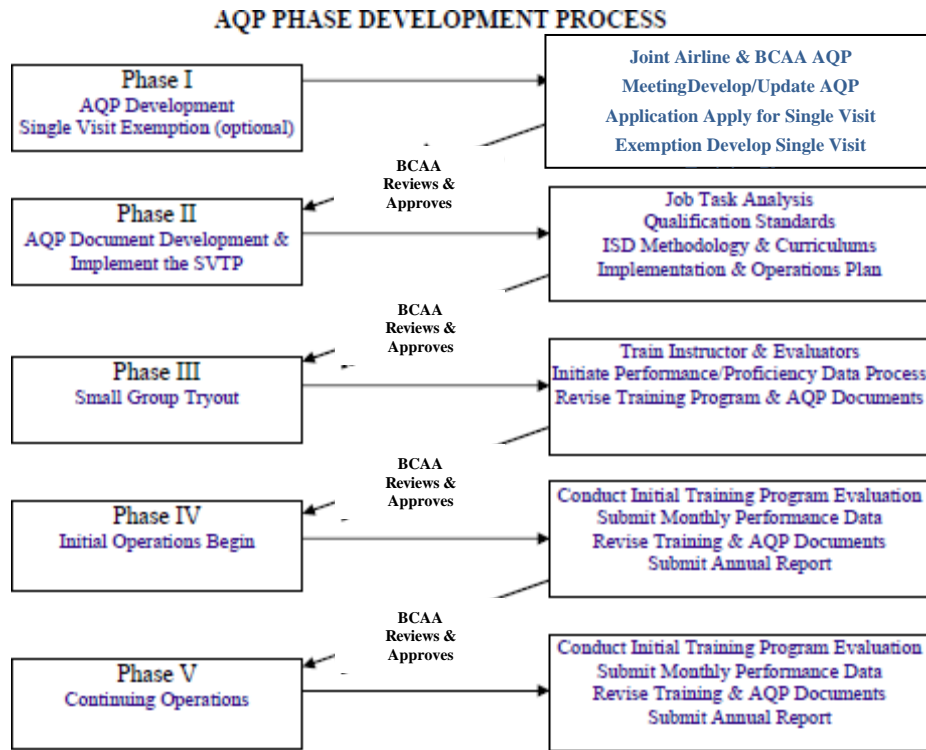 AQP PHASE DEVELOPMENT PROCESS
Phase I
AQP Development
Single Visit Exemption (optional)
Joint Airline & BCAA AQP
MeetingDevelop/Update AQP
Application Apply for Single Visit
Exemption Develop Single Visit
BCAA
Reviews &
Approves
Phase II
AQP Document Development &
Implement the SVTP
Job Task Analysis
Qualification Standards
ISD Methodology & Curriculums
Implementation & Operations Plan
BCAA
Reviews &
Approves
Phase III
Small Group Tryout
Train Instructor & Evaluators
Initiate Performance/Proficiency Data Process
Revise Training Program & AQP Documents
BCAA
Reviews &
Approves
Phase IV
Initial Operations Begin
Conduct Initial Training Program Evaluation
Submit Monthly Performance Data
Revise Training & AQP Documents
Submit Annual Report
BCAA
Reviews &
Approves
Phase V
Continuing Operations
Conduct Initial Training Program Evaluation
Submit Monthly Performance Data
Revise Training & AQP Documents
Submit Annual Report